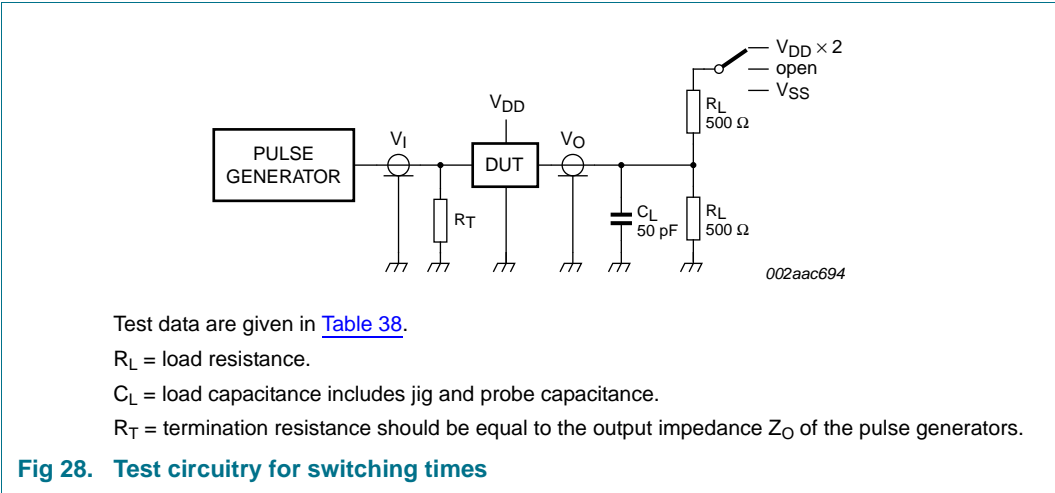 V_DD × 2
open
V_SS
R_L
500 Ω
V_DD
V_I
V_O
PULSE
GENERATOR
DUT
R_T
C_L
50 pF
R_L
500 Ω
002aac694
Test data are given in Table 38.
R_L = load resistance.
C_L = load capacitance includes jig and probe capacitance.
R_T = termination resistance should be equal to the output impedance Z_O of the pulse generators.
Fig 28. Test circuitry for switching times